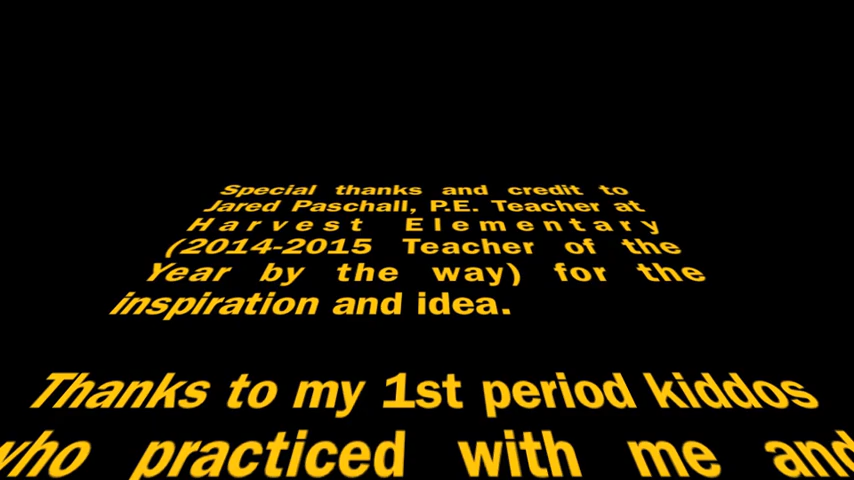 Special thanks and credit to
Jared Paschall, P.E. Teacher at
Harvest Elementary
(2014-2015 Teacher of the
Year by the way) for the
inspiration and idea.
Thanks to my 1st period kiddos
who practiced with me and